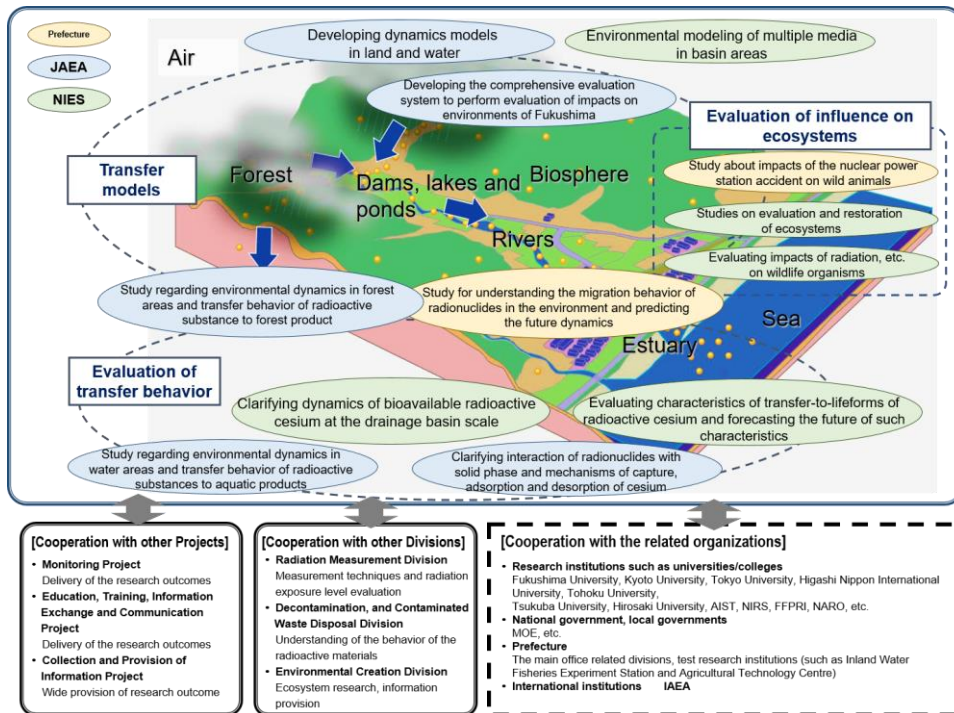 Prefecture
JAEA
NIES
Air
Developing dynamics models
in land and water
Environmental modeling of multiple media
in basin areas
Developing the comprehensive evaluation
system to perform evaluation of impacts on
environments of Fukushima
Evaluation of influence on
ecosystems
Transfer
models
Forest
Dams, lakes and
ponds
Biosphere
Rivers
Study about impacts of the nuclear power
station accident on wild animals
Studies on evaluation and restoration
of ecosystems
Evaluating impacts of radiation, etc.
on wildlife organisms
Study regarding environmental dynamics in forest
areas and transfer behavior of radioactive
substance to forest product
Study for understanding the migration behavior of
radionuclides in the environment and predicting
the future dynamics
Sea
Estuary
Evaluation of
transfer behavior
Clarifying dynamics of bioavailable radioactive
cesium at the drainage basin scale
Evaluating characteristics of transfer-to-lifeforms of
radioactive cesium and forecasting the future of such
characteristics
Study regarding environmental dynamics in
water areas and transfer behavior of radioactive
substances to aquatic products
Clarifying interaction of radionuclides with
solid phase and mechanisms of capture,
adsorption and desorption of cesium
[Cooperation with other Projects]
• Monitoring Project
Delivery of the research outcomes
• Education, Training, Information
Exchange and Communication
Project
Delivery of the research outcomes
• Collection and Provision of
Information Project
Wide provision of research outcome
[Cooperation with other Divisions]
• Radiation Measurement Division
Measurement techniques and radiation
exposure level evaluation
• Decontamination, and Contaminated
Waste Disposal Division
Understanding of the behavior of the
radioactive materials
• Environmental Creation Division
Ecosystem research, information
provision
[Cooperation with the related organizations]
• Research institutions such as universities/colleges
Fukushima University, Kyoto University, Tokyo University, Higashi Nippon International
University, Tohoku University,
Tsukuba University, Hirosaki University, AIST, NIRS, FFPRI, NARO, etc.
• National government, local governments
MOE, etc.
• Prefecture
The main office related divisions, test research institutions (such as Inland Water
Fisheries Experiment Station and Agricultural Technology Centre)
• International institutions IAEA